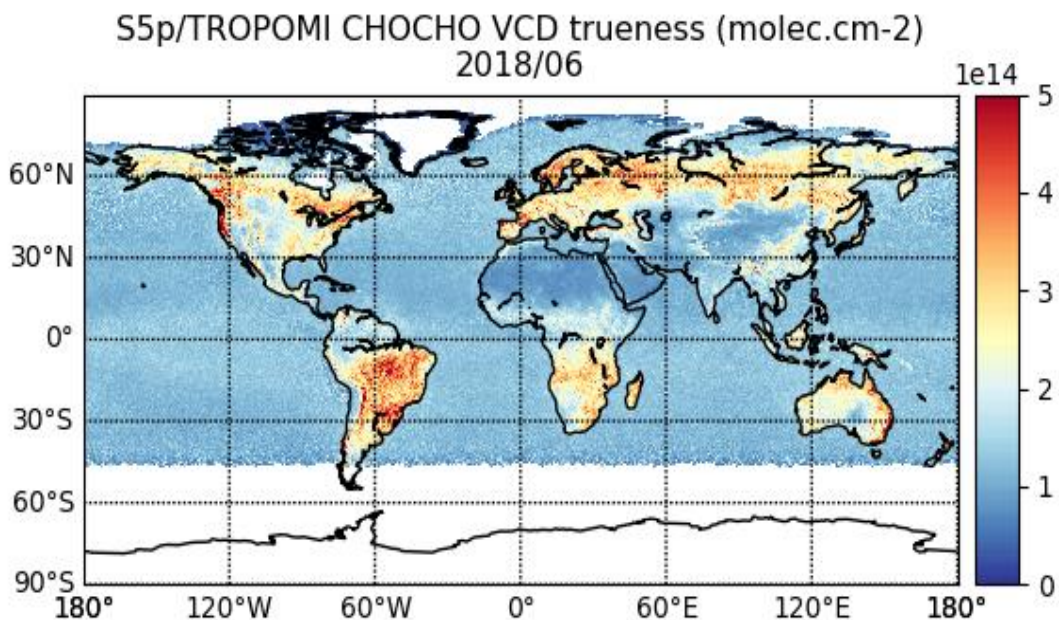 S5p/TROPOMI CHOCHO VCD trueness (molec.cm-2)
2018/06
1e14
5
60°N
4
30°N
3
0°
2
30°S
1
60°S
90°S
0
180°
120°W
60°W
0°
60°E
120°E
180°